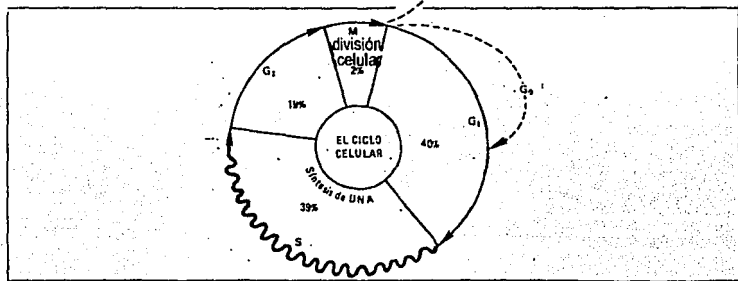 M
división
celular
2%
G₂
19%
G₀
G₁
40%
EL CICLO
CELULAR
Síntesis de DNA
39%
S